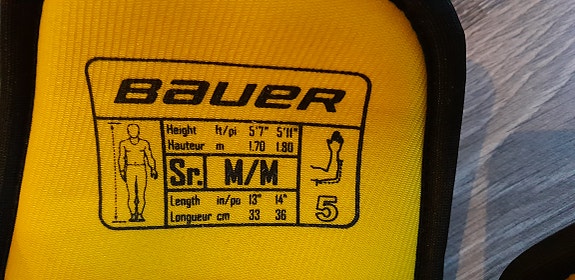 BAUER
Height ft/pi 5'7" 5'11"
Hauteur m 1.70 1.80
Sr. M/M
Length in/po 13" 14"
Longueur cm 33 36
5